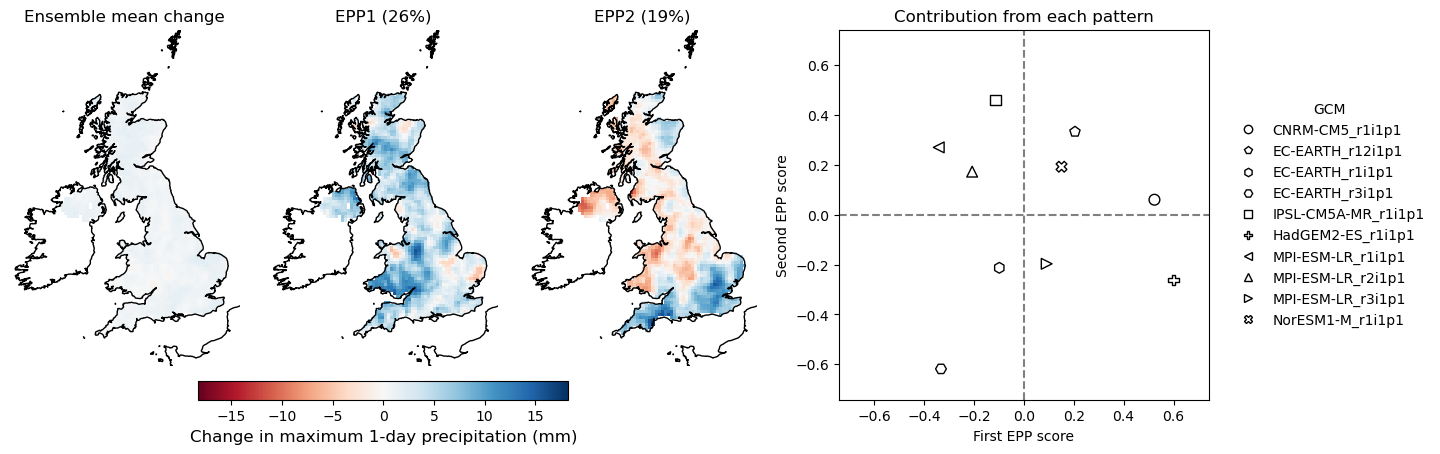 Ensemble mean change
EPP1 (26%)
EPP2 (19%)
−15 −10 −5 0 5 10 15
Change in maximum 1-day precipitation (mm)
Contribution from each pattern
Second EPP score
0.6
0.4
0.2
0.0
−0.2
−0.4
−0.6
−0.6 −0.4 −0.2 0.0 0.2 0.4 0.6
First EPP score
GCM
CNRM-CM5_r1i1p1
EC-EARTH_r12i1p1
EC-EARTH_r1i1p1
EC-EARTH_r3i1p1
IPSL-CM5A-MR_r1i1p1
HadGEM2-ES_r1i1p1
MPI-ESM-LR_r1i1p1
MPI-ESM-LR_r2i1p1
MPI-ESM-LR_r3i1p1
NorESM1-M_r1i1p1